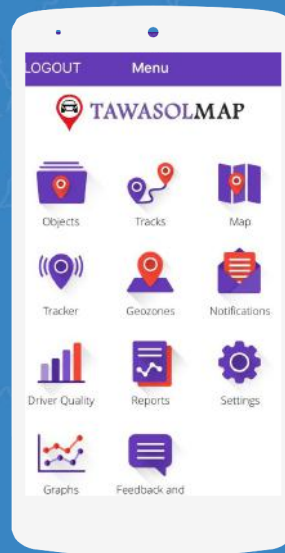 LOGOUT Menu
TAWASOLMAP
Objects Tracks Map
Tracker Geozones Notifications
Driver Quality Reports Settings
Graphs Feedback and